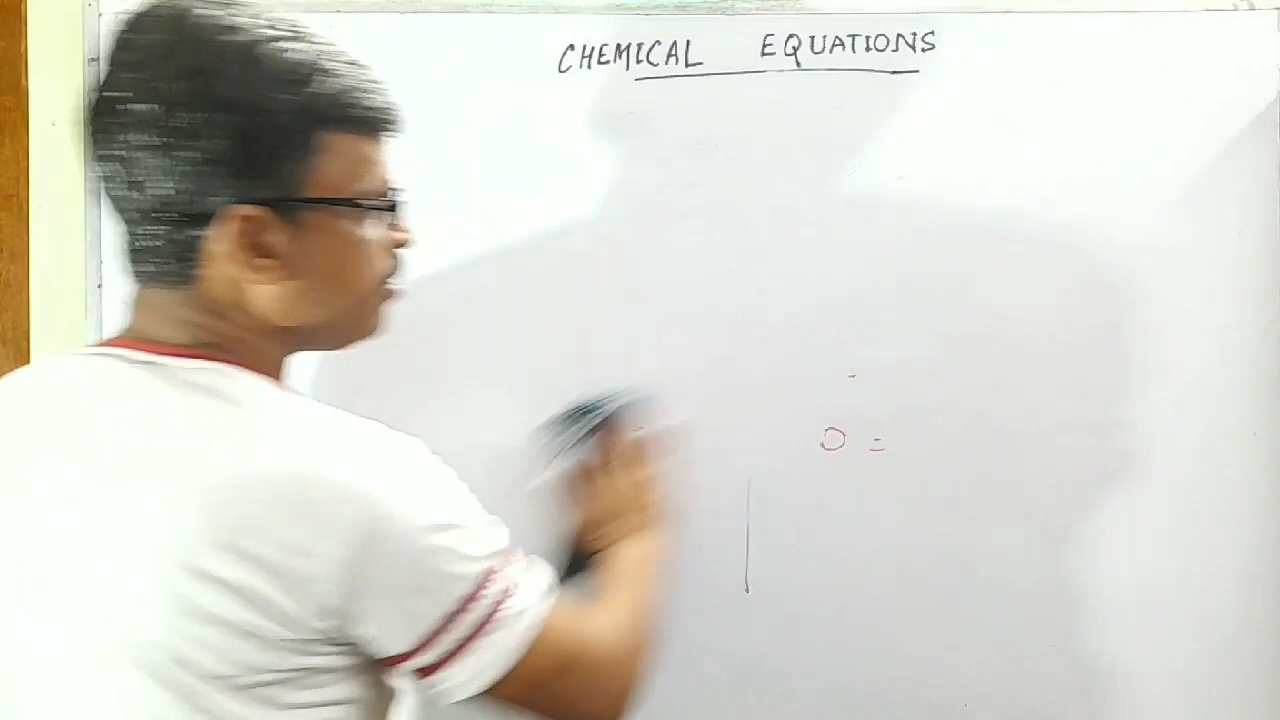 CHEMICAL EQUATIONS
O =